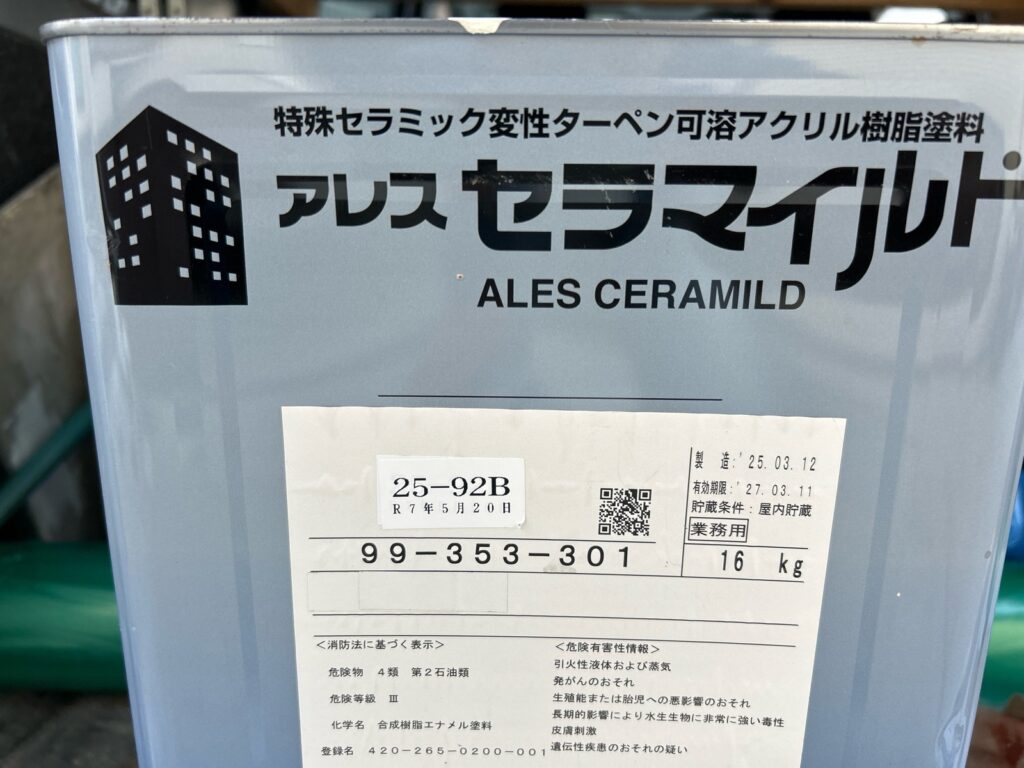 特殊セラミック変性ターペン可溶アクリル樹脂塗料
アレスセラマイルド
ALES CERAMILD
25-92B
R7年5月20日
製造:'25.03.12
有効期限:'27.03.11
貯蔵条件:屋内貯蔵
業務用
99-353-301
16 kg
<消防法に基づく表示>
危険物 4類 第2石油類
危険等級 Ⅲ
化学名 合成樹脂エナメル塗料
登録名 420-265-0200-001
<危険有害性情報>
引火性液体および蒸気
発がんのおそれ
生殖能または胎児への悪影響のおそれ
長期的影響により水生生物に非常に強い毒性
皮膚刺激
遺伝性疾患のおそれの疑い